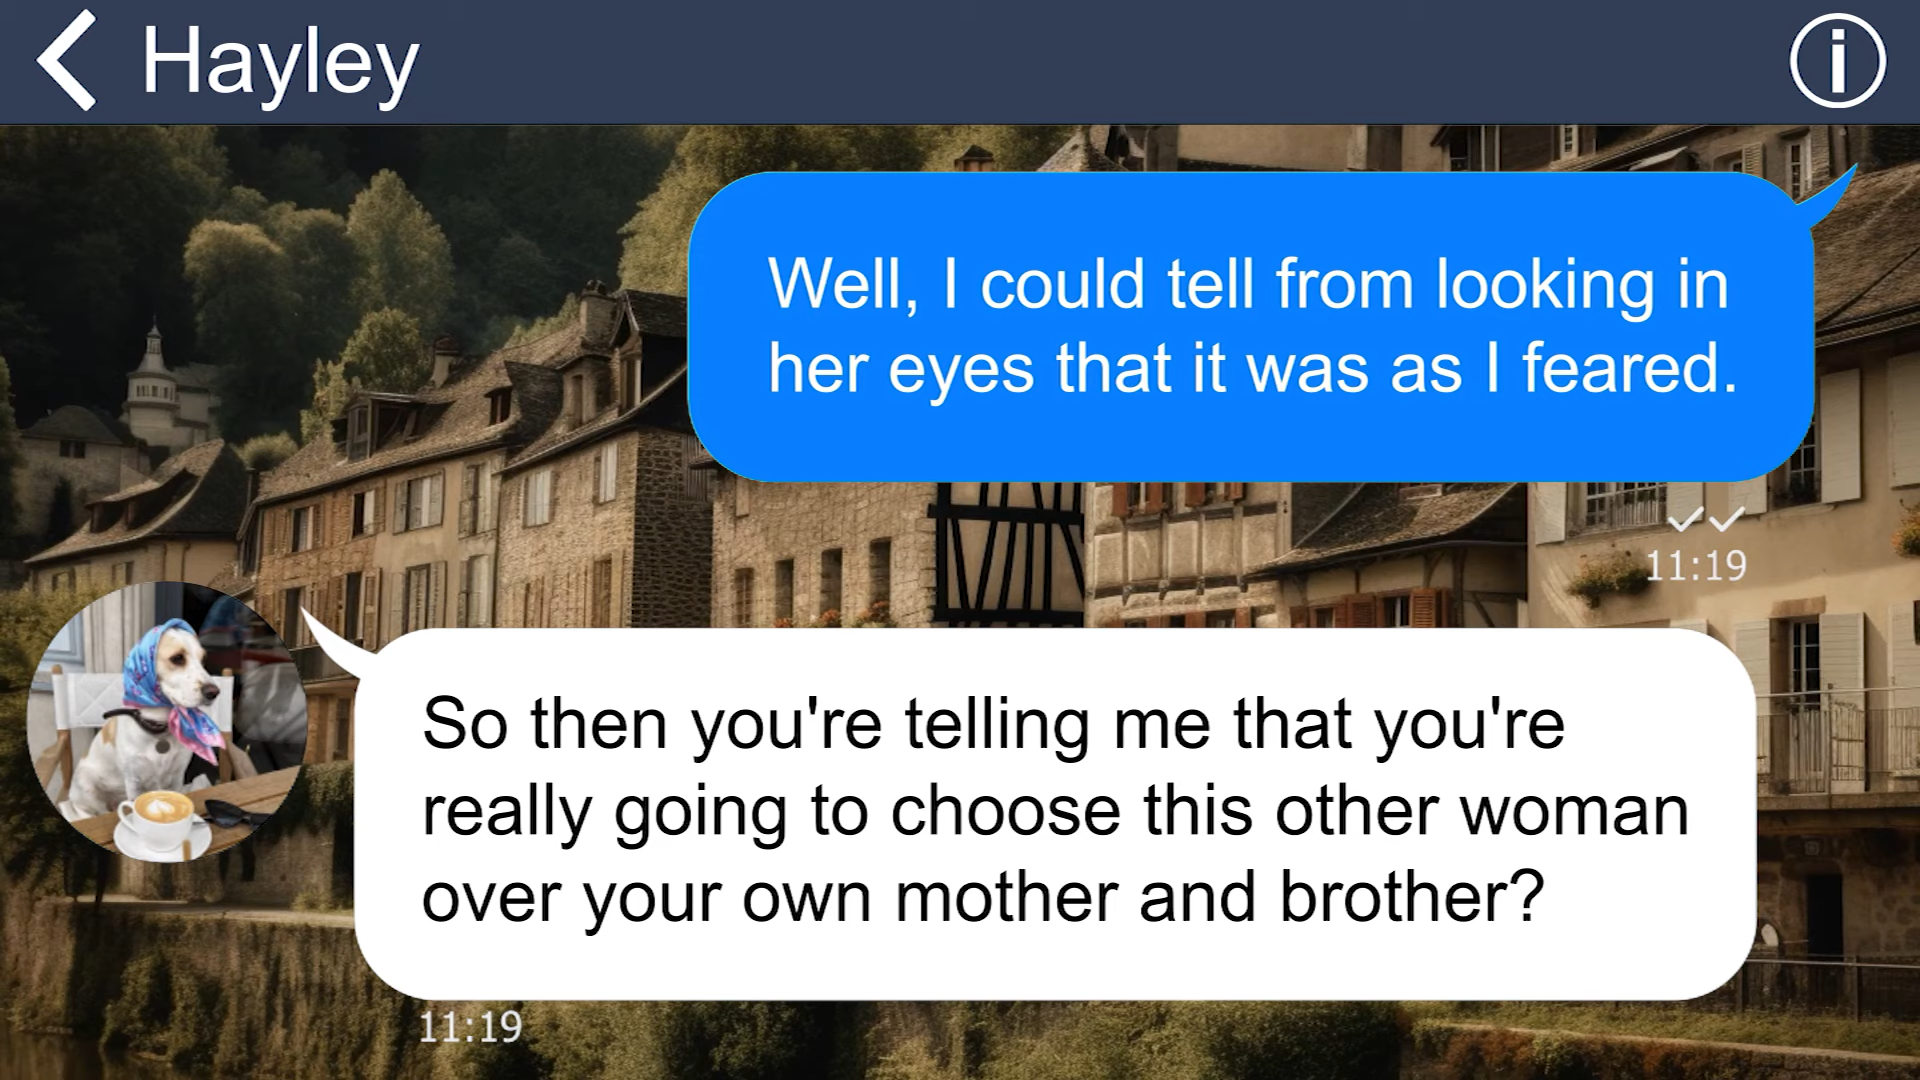 Hayley
Well, I could tell from looking in
her eyes that it was as I feared.
11:19
So then you're telling me that you're
really going to choose this other woman
over your own mother and brother?
11:19